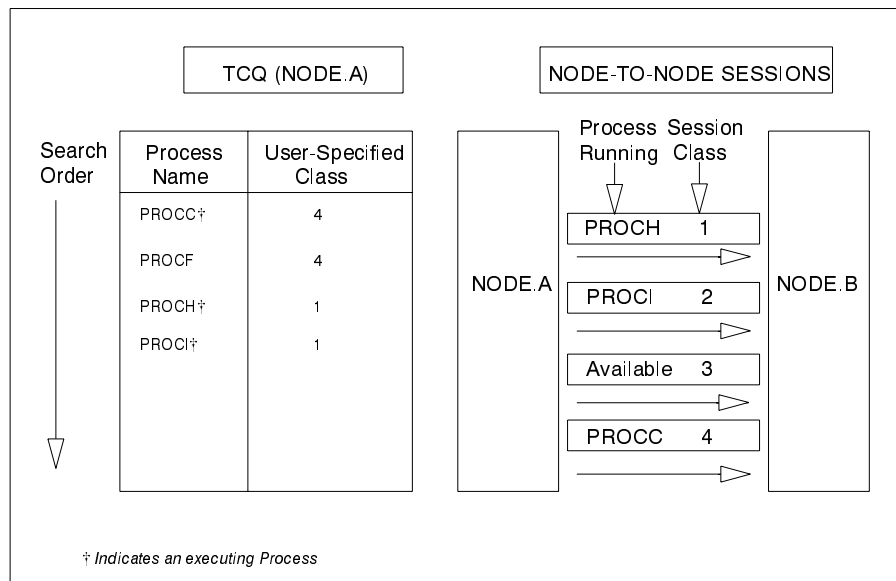 TCQ (NODE.A)
NODE-TO-NODE SESSIONS
Search
Order
Process
Name
User-Specified
Class
PROCC† 4
PROCF 4
PROCH† 1
PROCI† 1
Process
Running
Session
Class
NODE.A
PROCH 1
PROCI 2
Available 3
PROCC 4
NODE.B
† Indicates an executing Process